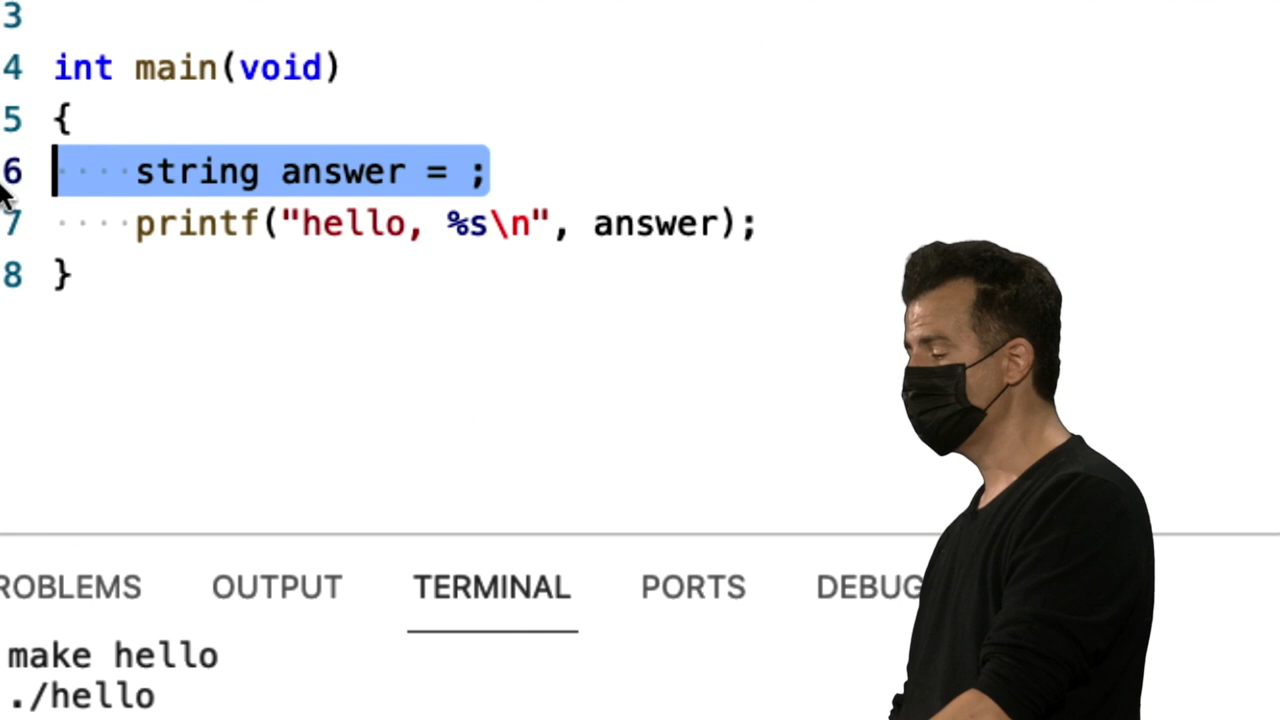 3
4 int main(void)
5 {
6 string answer = ;
7 printf("hello, %s\n", answer);
8 }
ROBLEMS OUTPUT TERMINAL PORTS DEBUG
make hello
./hello